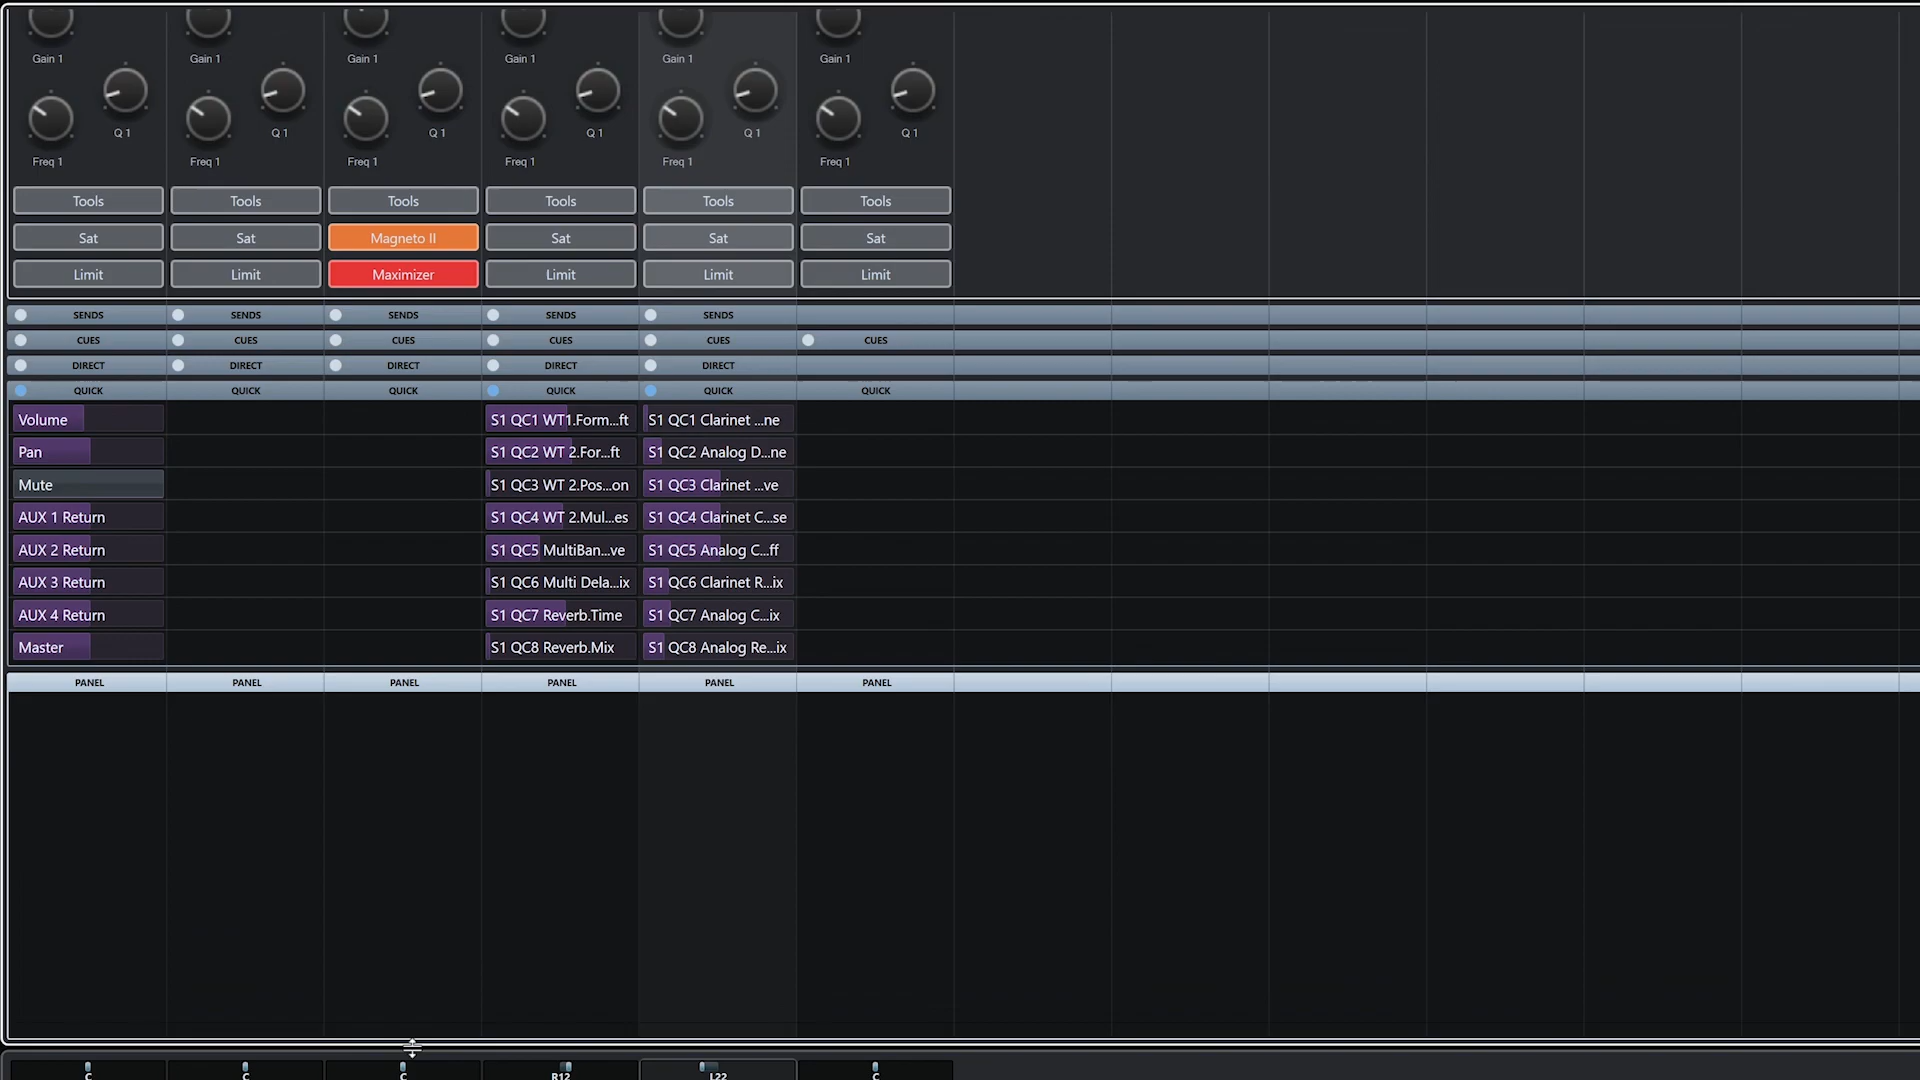 Gain 1 Gain 1 Gain 1 Gain 1 Gain 1 Gain 1
Q 1 Q 1 Q 1 Q 1 Q 1 Q 1
Freq 1 Freq 1 Freq 1 Freq 1 Freq 1 Freq 1
Tools Tools Tools Tools Tools Tools
Sat Sat Magneto II Sat Sat Sat
Limit Limit Maximizer Limit Limit Limit
SENDS SENDS SENDS SENDS SENDS
CUES CUES CUES CUES CUES CUES
DIRECT DIRECT DIRECT DIRECT DIRECT
QUICK QUICK QUICK QUICK QUICK QUICK
Volume S1 QC1 WT1.Form...ft S1 QC1 Clarinet ...ne
Pan S1 QC2 WT 2.For...ft S1 QC2 Analog D...ne
Mute S1 QC3 WT 2.Pos...on S1 QC3 Clarinet ...ve
AUX 1 Return S1 QC4 WT 2.Mul...es S1 QC4 Clarinet C...se
AUX 2 Return S1 QC5 MultiBan...ve S1 QC5 Analog C...ff
AUX 3 Return S1 QC6 Multi Dela...ix S1 QC6 Clarinet R...ix
AUX 4 Return S1 QC7 Reverb.Time S1 QC7 Analog C...ix
Master S1 QC8 Reverb.Mix S1 QC8 Analog Re...ix
PANEL PANEL PANEL PANEL PANEL PANEL
C C C R12 L22 C